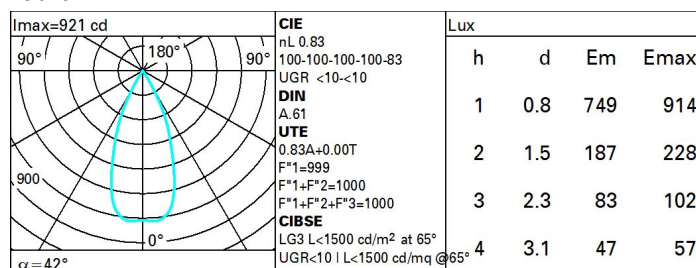 Imax=921 cd
90° 180° 90°
900
0°
α=42°
CIE
nL 0.83
100-100-100-100-83
UGR <10-<10
DIN
A.61
UTE
0.83A+0.00T
F"1=999
F"1+F"2=1000
F"1+F"2+F"3=1000
CIBSE
LG3 L<1500 cd/m² at 65°
UGR<10 | L<1500 cd/mq @65°
Lux
h d Em Emax
1 0.8 749 914
2 1.5 187 228
3 2.3 83 102
4 3.1 47 57